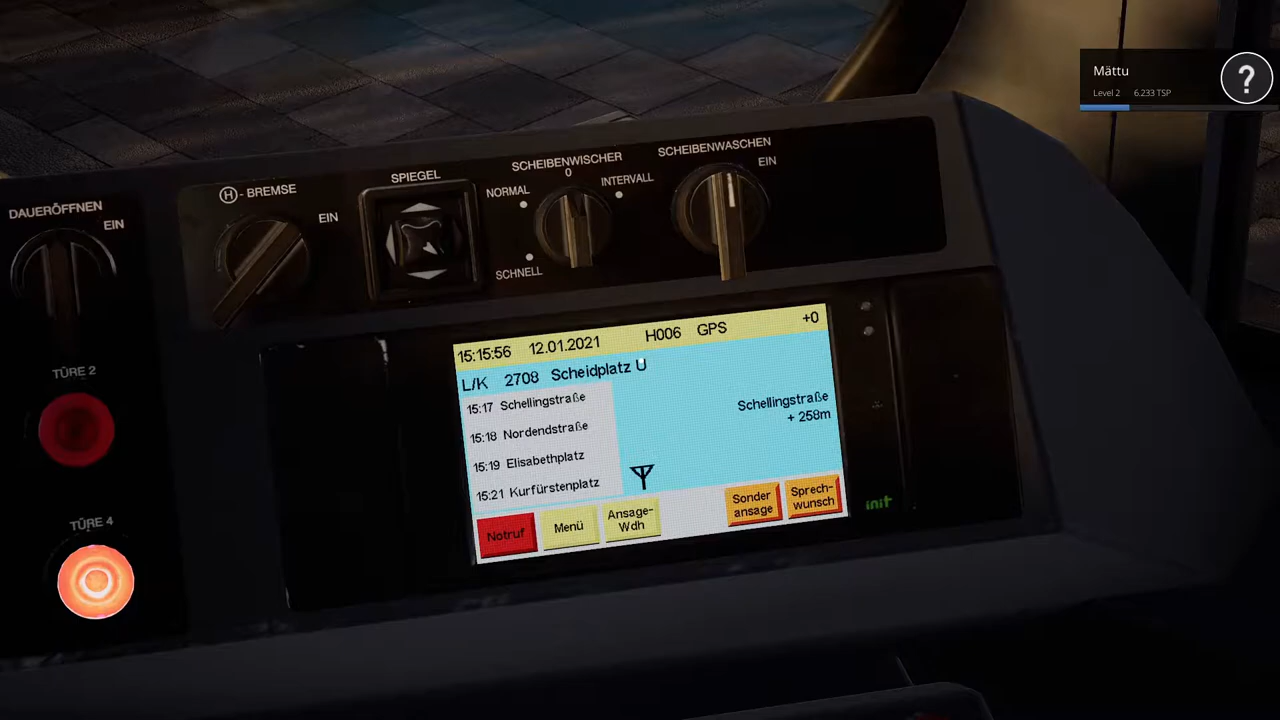 Mättu
Level 2 6.233 TSP
?
SCHEIBENWISCHER
SCHEIBENWASCHEN
0
EIN
SPIEGEL
NORMAL
INTERVALL
H - BREMSE
EIN
DAUERÖFFNEN
EIN
SCHNELL
15:15:56 12.01.2021 H006 GPS +0
L/K 2708 Scheidplatz U
15:17 Schellingstraße
15:18 Nordendstraße
15:19 Elisabethplatz
15:21 Kurfürstenplatz
Schellingstraße
+ 258m
Notruf
Menü
Ansage-
Wdh
Sonder
ansage
Sprech-
wunsch
init
TÜRE 2
TÜRE 4